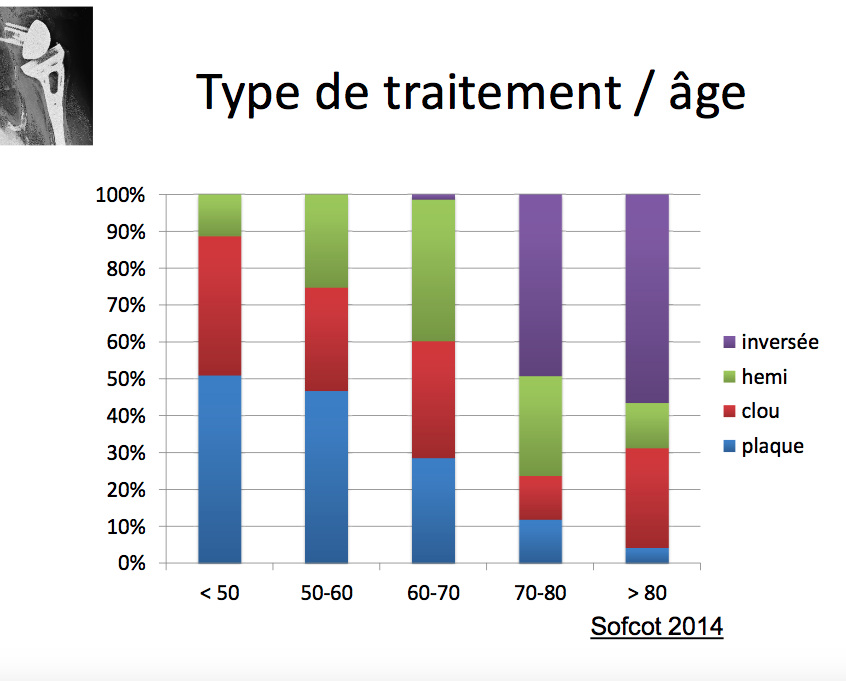 Type de traitement / âge
100%
90%
80%
70%
60%
50%
40%
30%
20%
10%
0%
< 50 50-60 60-70 70-80 > 80
inversée
hemi
clou
plaque
Sofcot 2014